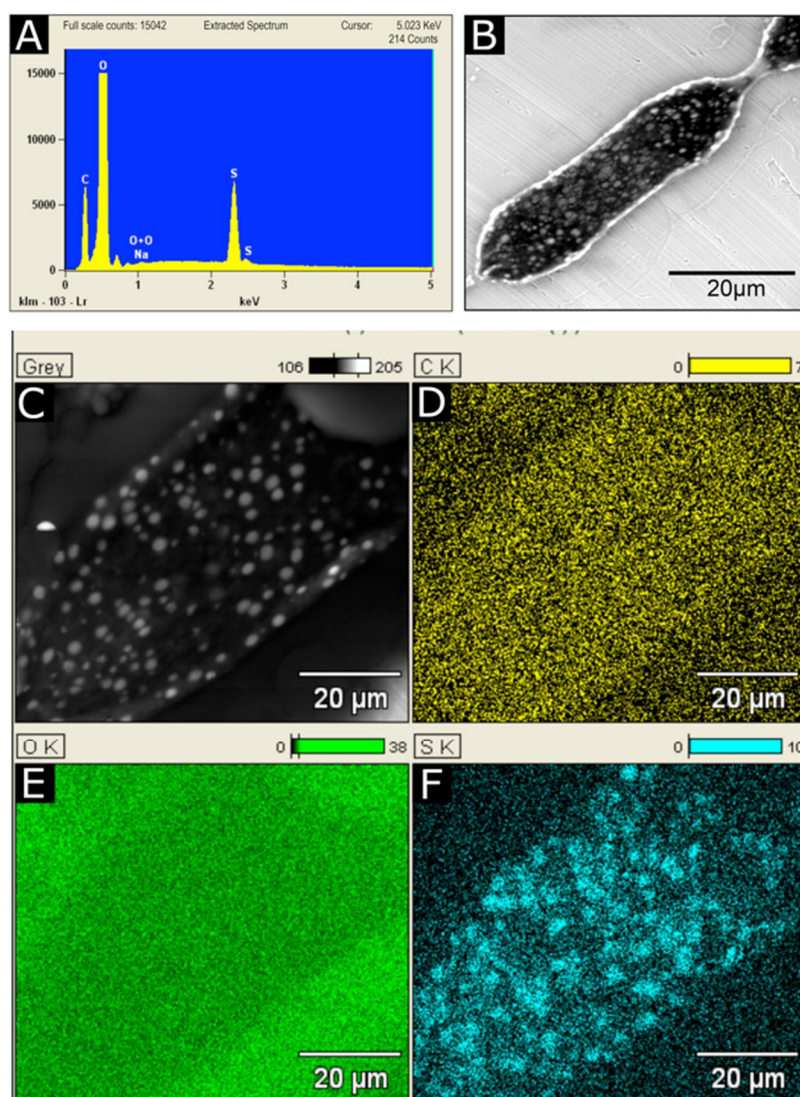 A
Full scale counts: 15042
Extracted Spectrum
Cursor: 5.023 KeV
214 Counts
15000
10000
5000
0
C
O
O+O
Na
S
S
0 1 2 3 4 5
klm - 103 - Lr
keV
B
20µm
Grey
106 205
C
20 µm
C K
0 7
D
20 µm
O K
0 38
E
20 µm
S K
0 10
F
20 µm